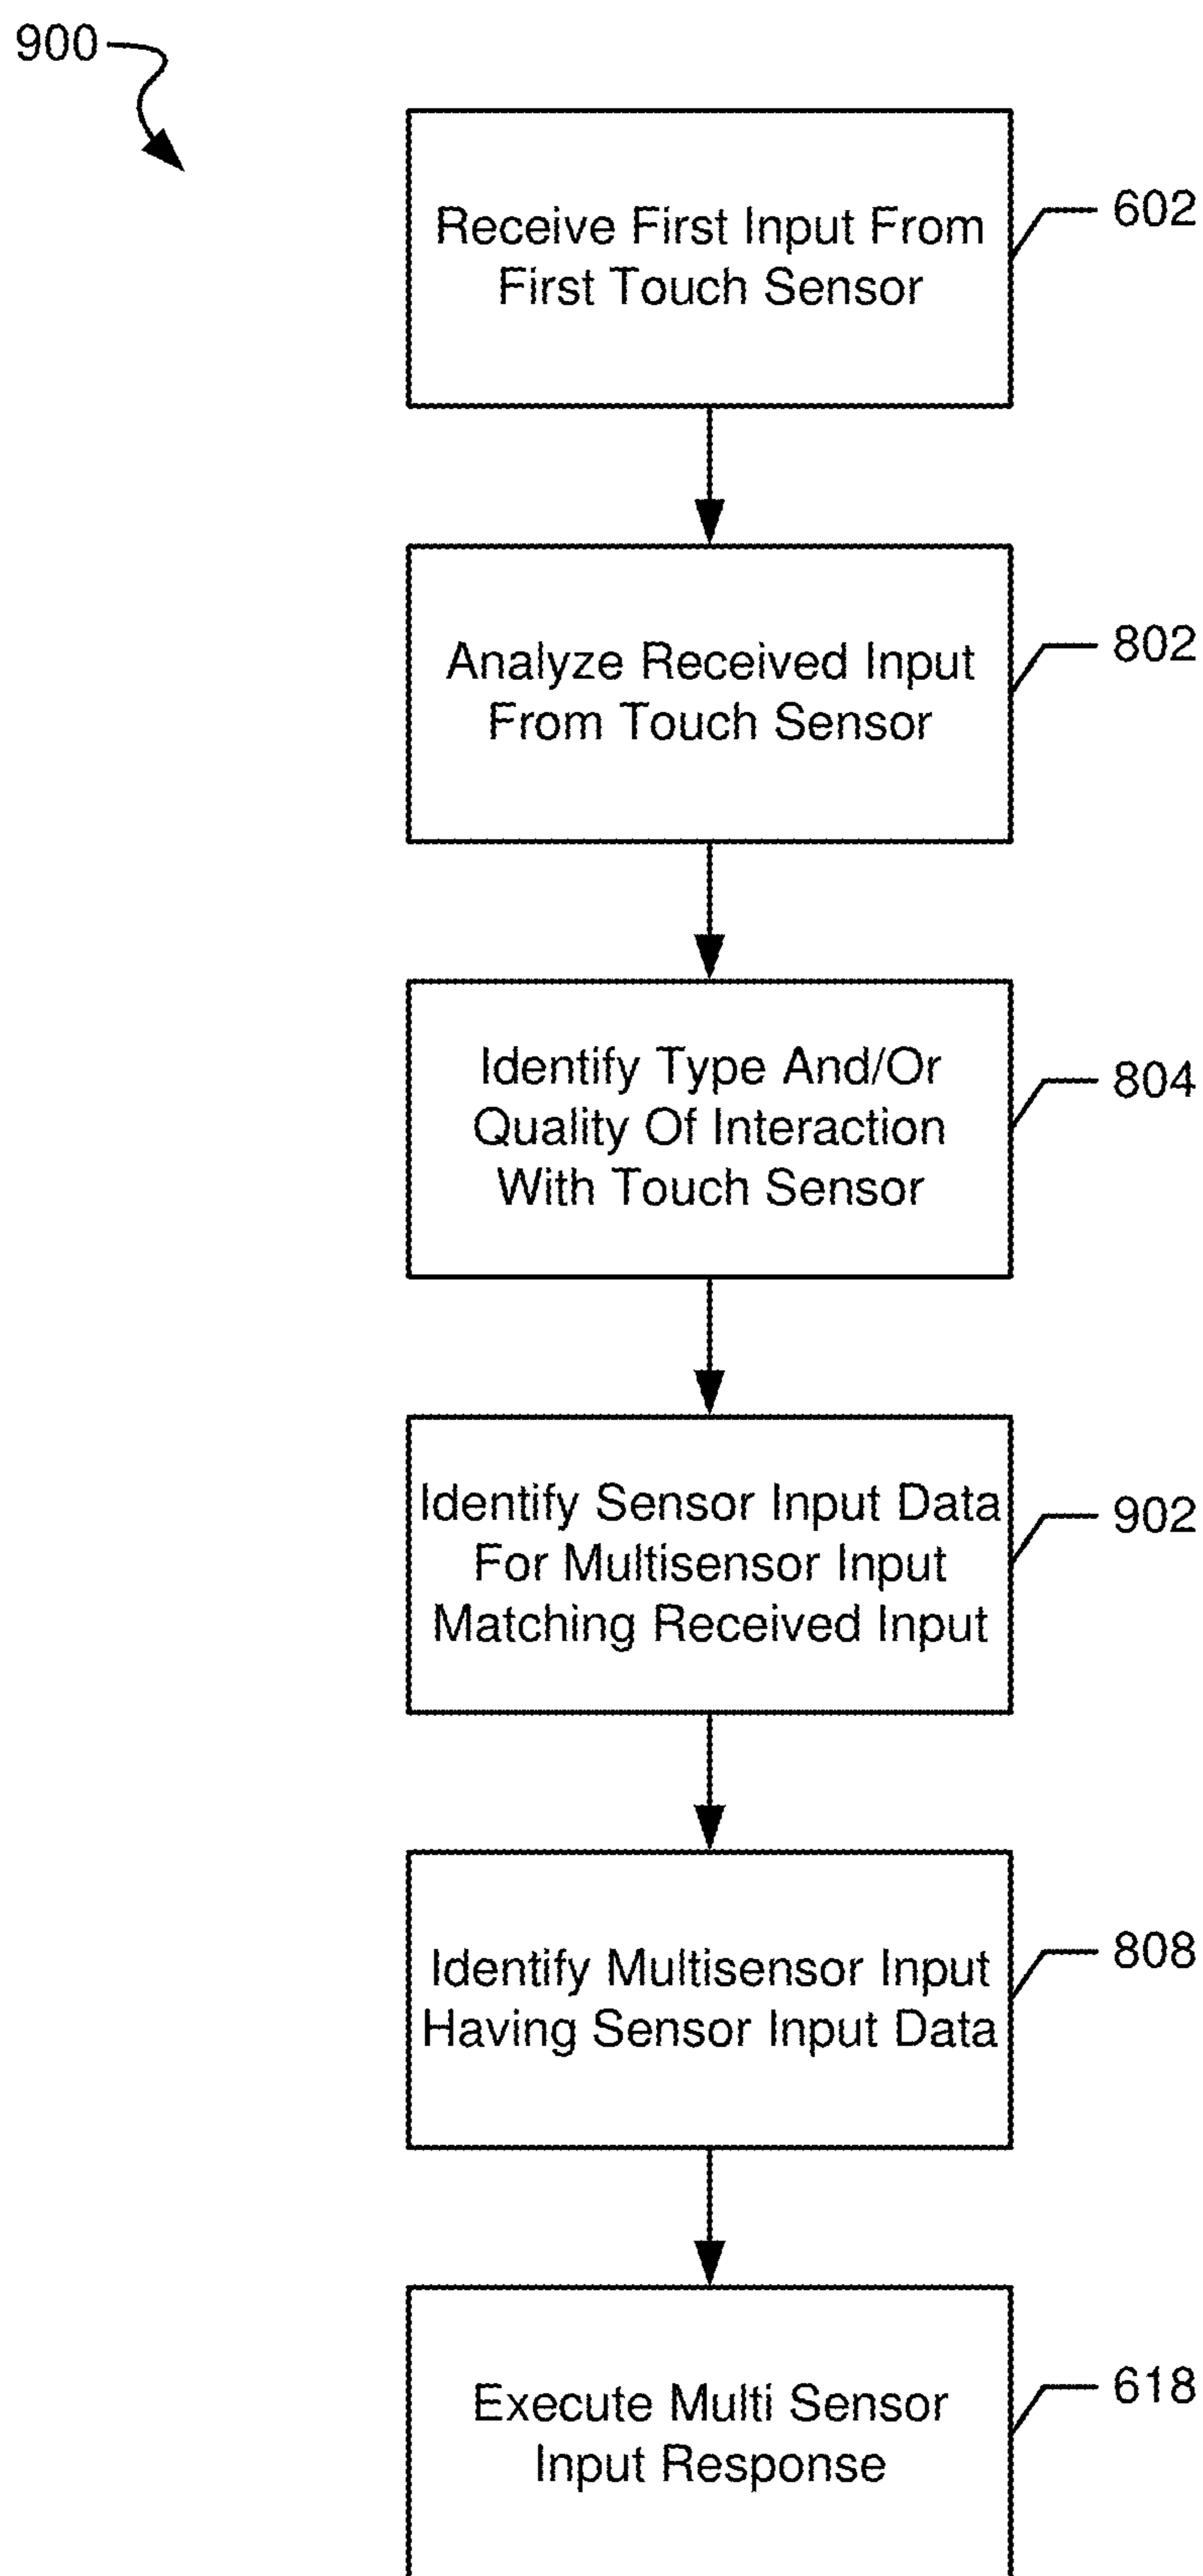 900
Receive First Input From
First Touch Sensor
602
Analyze Received Input
From Touch Sensor
802
Identify Type And/Or
Quality Of Interaction
With Touch Sensor
804
Identify Sensor Input Data
For Multisensor Input
Matching Received Input
902
Identify Multisensor Input
Having Sensor Input Data
808
Execute Multi Sensor
Input Response
618